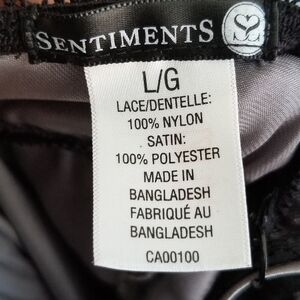 SENTIMENTS
L/G
LACE/DENTELLE:
100% NYLON
SATIN:
100% POLYESTER
MADE IN
BANGLADESH
FABRIQUÉ AU
BANGLADESH
CA00100